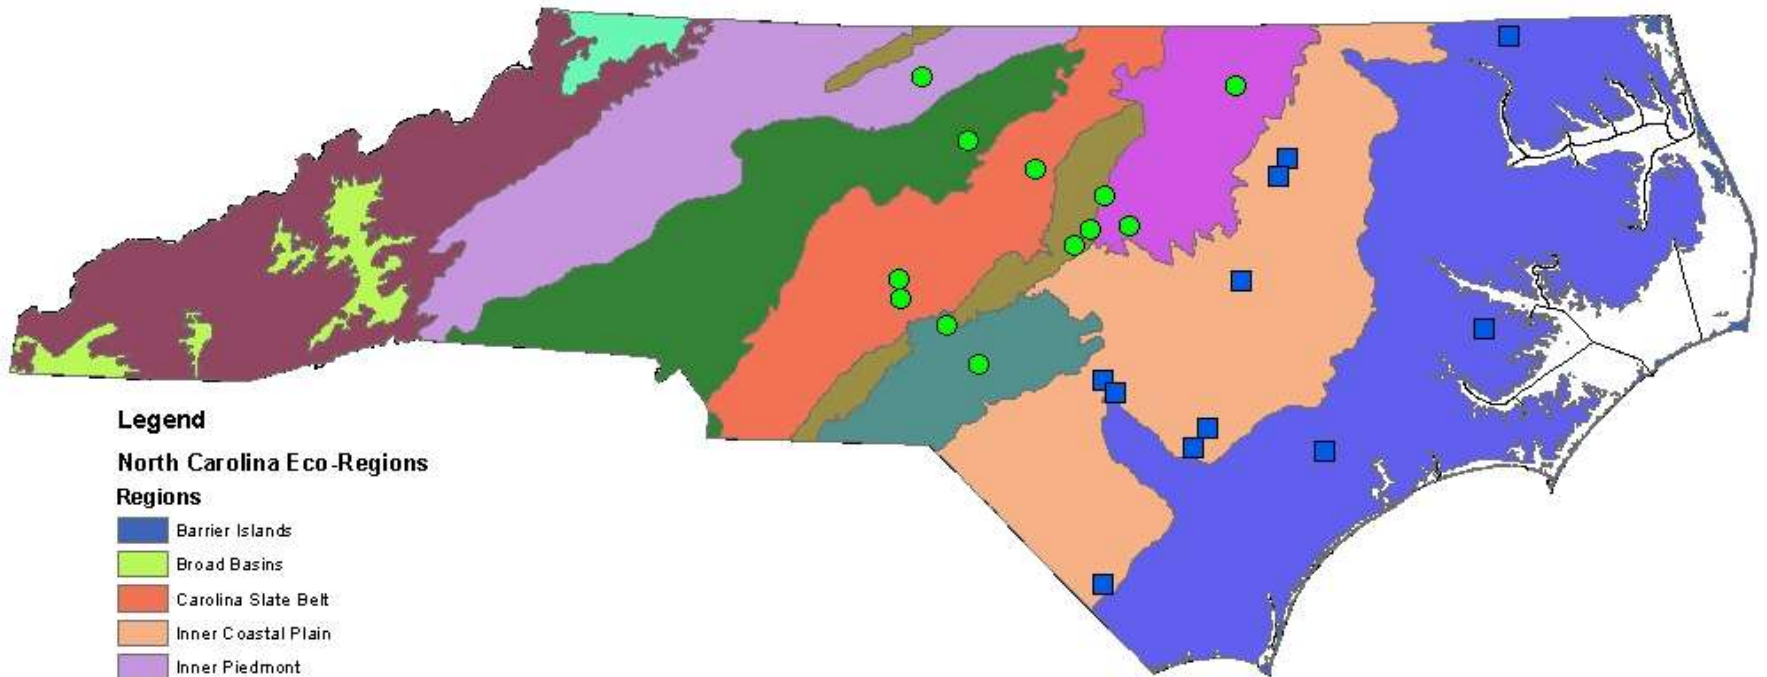 Legend
North Carolina Eco-Regions
Regions
Barrier Islands
Broad Basins
Carolina Slate Belt
Inner Coastal Plain
Inner Piedmont